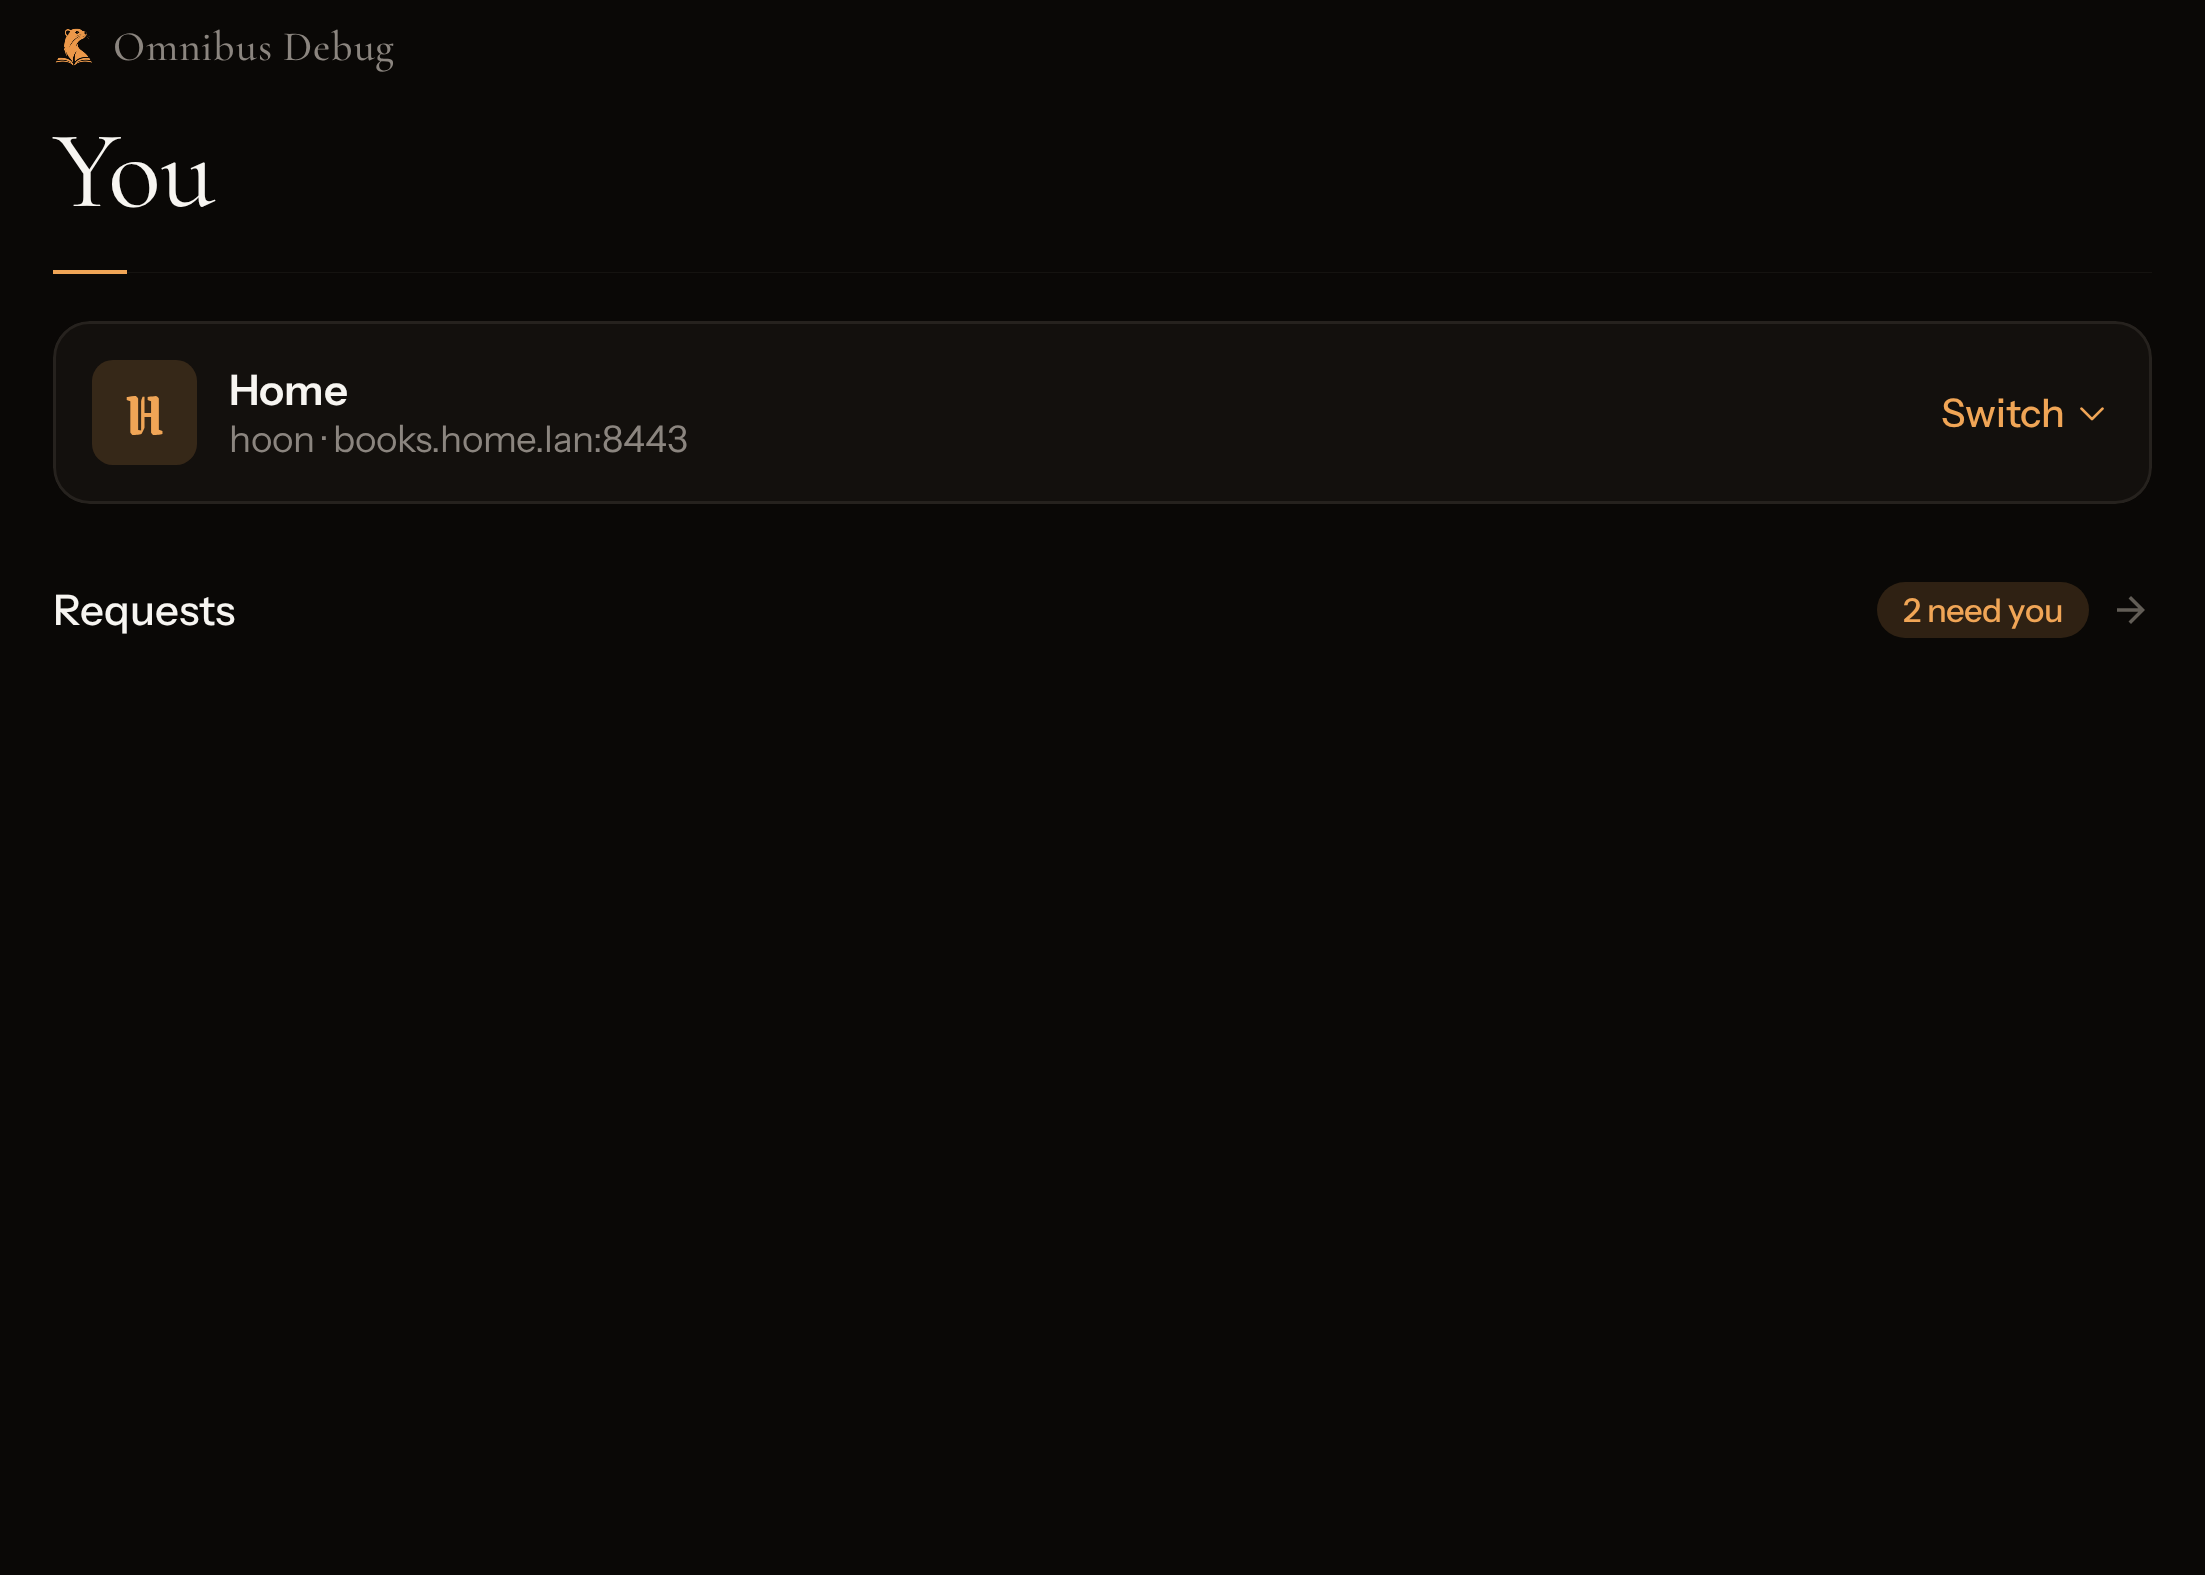 Omnibus Debug
You
H
Home
hoon · books.home.lan:8443
Switch
Requests
2 need you